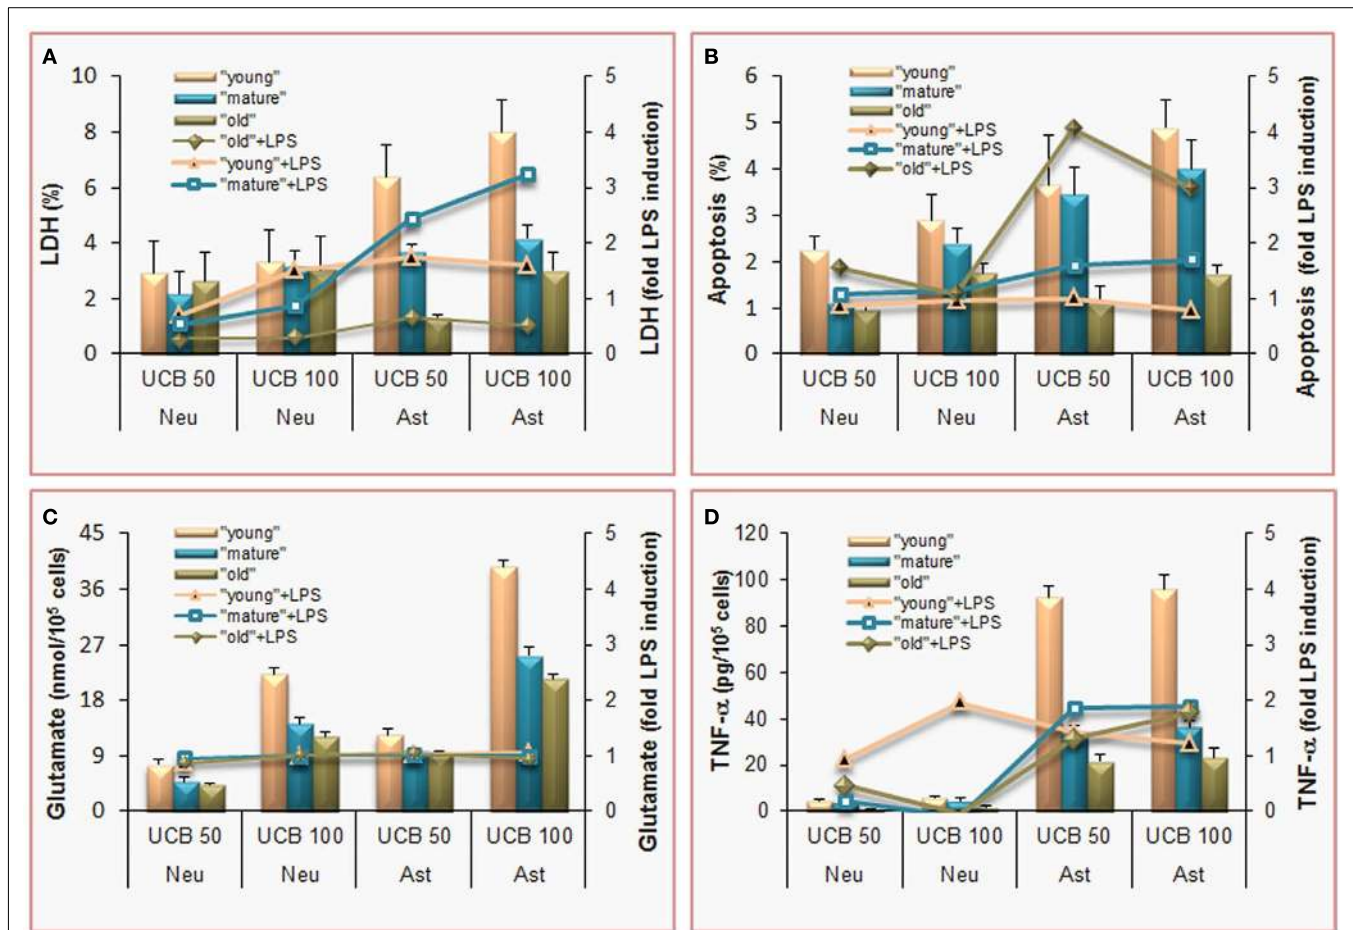 A
LDH (%)
10
8
6
4
2
0
"young"
"mature"
"old"
"old"+LPS
"young"+LPS
"mature"+LPS
5
4
3
2
1
0
LDH (fold LPS induction)
UCB 50 UCB 100 UCB 50 UCB 100
Neu Neu Ast Ast
B
Apoptosis (%)
6
5
4
3
2
1
0
"young"
"mature"
"old"
"young"+LPS
"mature"+LPS
"old"+LPS
5
4
3
2
1
0
Apoptosis (fold LPS induction)
UCB 50 UCB 100 UCB 50 UCB 100
Neu Neu Ast Ast
C
Glutamate (nmol/10⁵ cells)
45
36
27
18
9
0
"young"
"mature"
"old"
"young"+LPS
"mature"+LPS
"old"+LPS
5
4
3
2
1
0
Glutamate (fold LPS induction)
UCB 50 UCB 100 UCB 50 UCB 100
Neu Neu Ast Ast
D
TNF-α (pg/10⁵ cells)
120
100
80
60
40
20
0
"young"
"mature"
"old"
"young"+LPS
"mature"+LPS
"old"+LPS
5
4
3
2
1
0
TNF-α (fold LPS induction)
UCB 50 UCB 100 UCB 50 UCB 100
Neu Neu Ast Ast